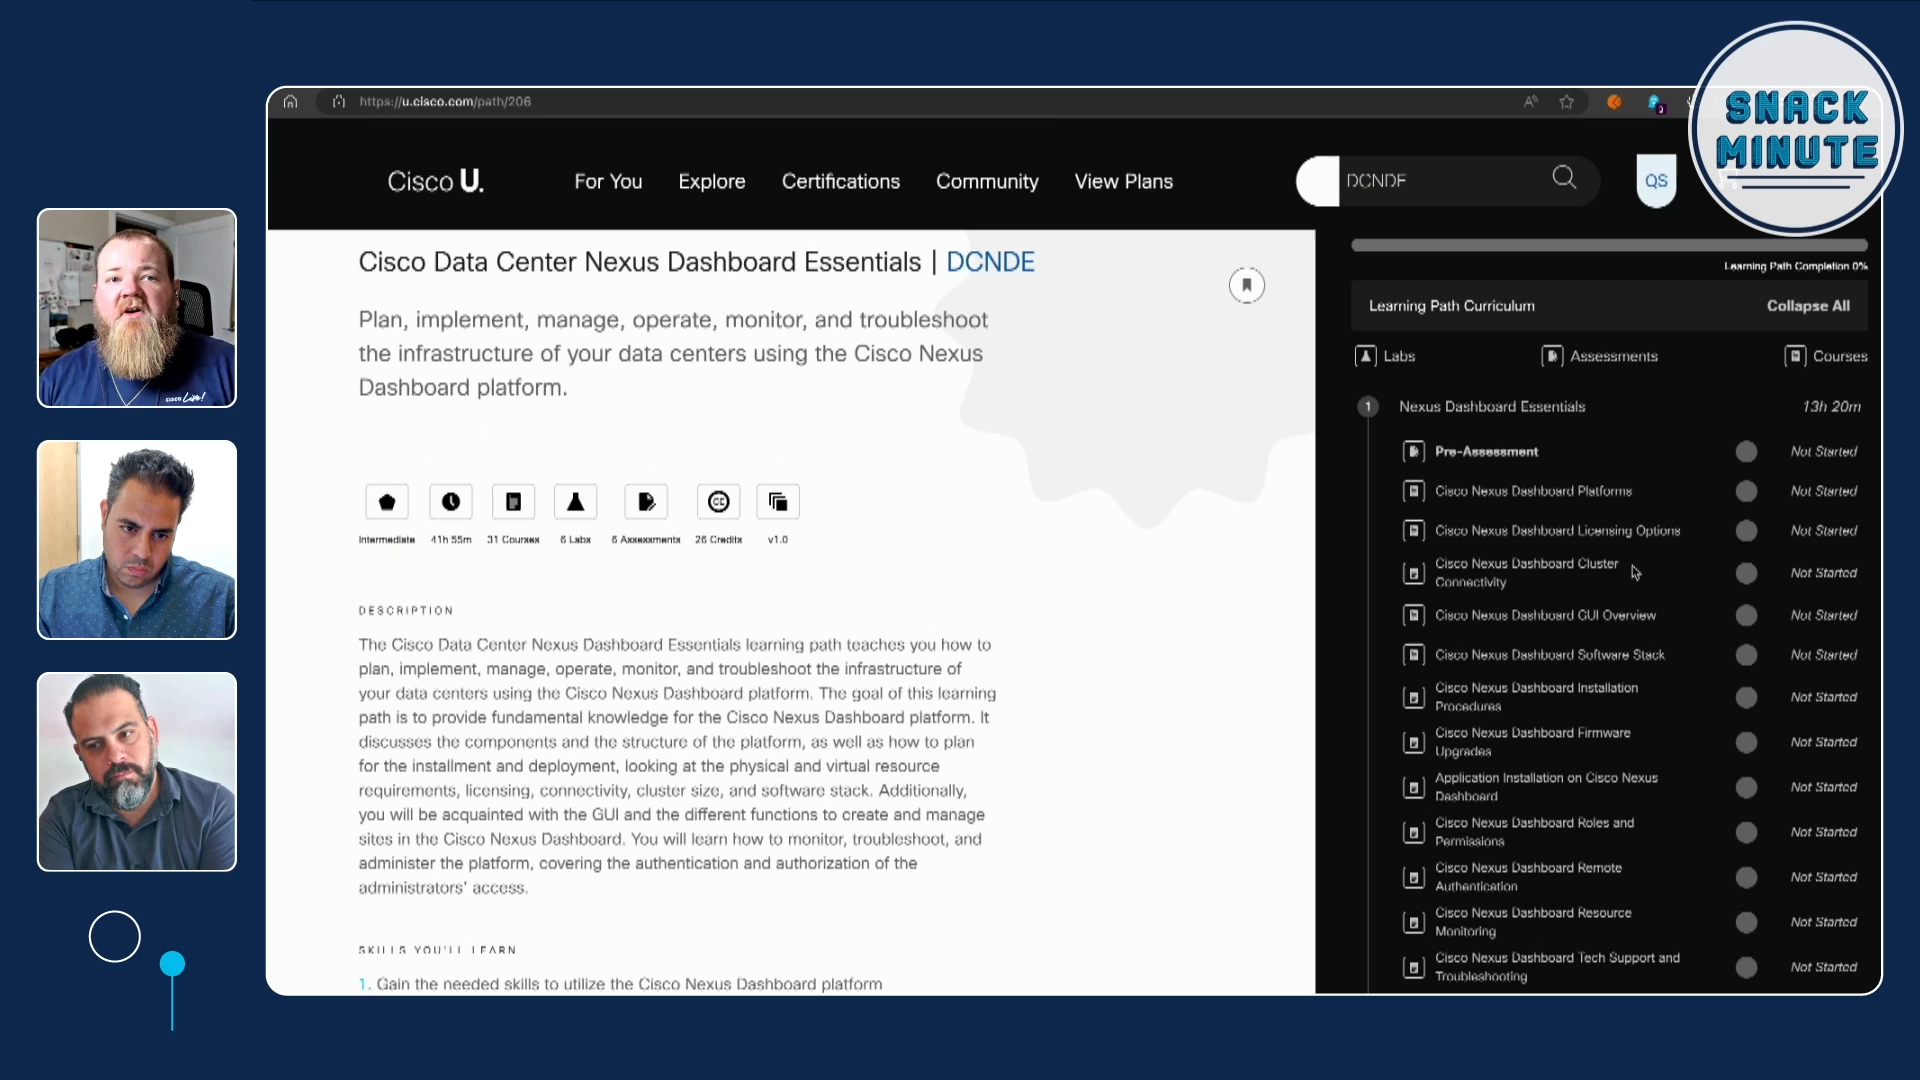 https://u.cisco.com/path/206
SNACK
MINUTE
Cisco U.
For You
Explore
Certifications
Community
View Plans
DCNDE
QS
Cisco Data Center Nexus Dashboard Essentials | DCNDE
Plan, implement, manage, operate, monitor, and troubleshoot
the infrastructure of your data centers using the Cisco Nexus
Dashboard platform.
Intermediate
41h 55m
31 Courses
6 Labs
6 Assessments
CC
26 Credits
v1.0
DESCRIPTION
The Cisco Data Center Nexus Dashboard Essentials learning path teaches you how to
plan, implement, manage, operate, monitor, and troubleshoot the infrastructure of
your data centers using the Cisco Nexus Dashboard platform. The goal of this learning
path is to provide fundamental knowledge for the Cisco Nexus Dashboard platform. It
discusses the components and the structure of the platform, as well as how to plan
for the installment and deployment, looking at the physical and virtual resource
requirements, licensing, connectivity, cluster size, and software stack. Additionally,
you will be acquainted with the GUI and the different functions to create and manage
sites in the Cisco Nexus Dashboard. You will learn how to monitor, troubleshoot, and
administer the platform, covering the authentication and authorization of the
administrators' access.
SKILLS YOU'LL LEARN
1. Gain the needed skills to utilize the Cisco Nexus Dashboard platform
Learning Path Completion 0%
Learning Path Curriculum
Collapse All
Labs
Assessments
Courses
1 Nexus Dashboard Essentials 13h 20m
Pre-Assessment Not Started
Cisco Nexus Dashboard Platforms Not Started
Cisco Nexus Dashboard Licensing Options Not Started
Cisco Nexus Dashboard Cluster
Connectivity Not Started
Cisco Nexus Dashboard GUI Overview Not Started
Cisco Nexus Dashboard Software Stack Not Started
Cisco Nexus Dashboard Installation
Procedures Not Started
Cisco Nexus Dashboard Firmware
Upgrades Not Started
Application Installation on Cisco Nexus
Dashboard Not Started
Cisco Nexus Dashboard Roles and
Permissions Not Started
Cisco Nexus Dashboard Remote
Authentication Not Started
Cisco Nexus Dashboard Resource
Monitoring Not Started
Cisco Nexus Dashboard Tech Support and
Troubleshooting Not Started
CISCO Live!